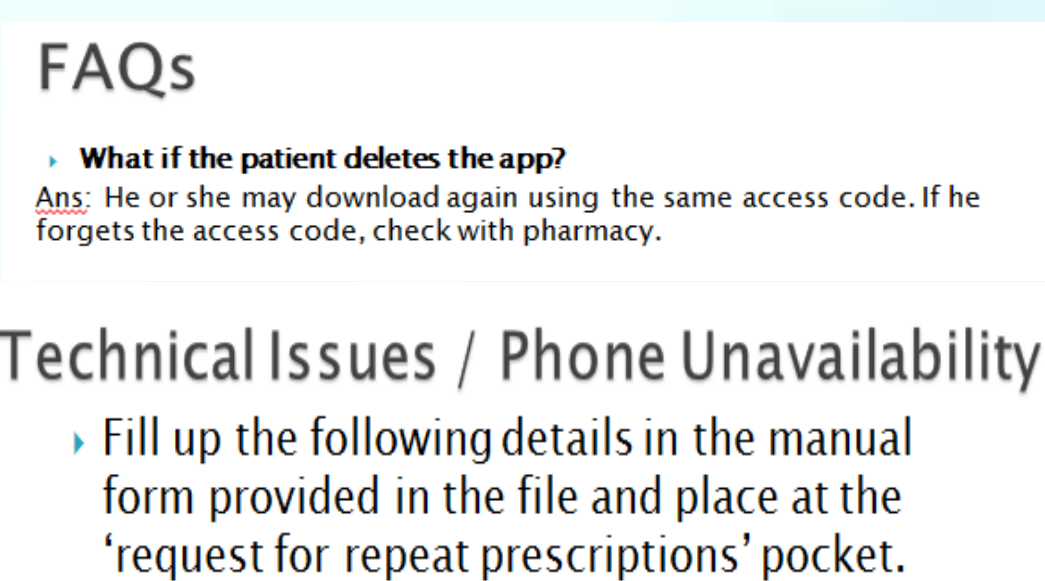 FAQs
What if the patient deletes the app?
Ans: He or she may download again using the same access code. If he
forgets the access code, check with pharmacy.
Technical Issues / Phone Unavailability
Fill up the following details in the manual
form provided in the file and place at the
‘request for repeat prescriptions’ pocket.